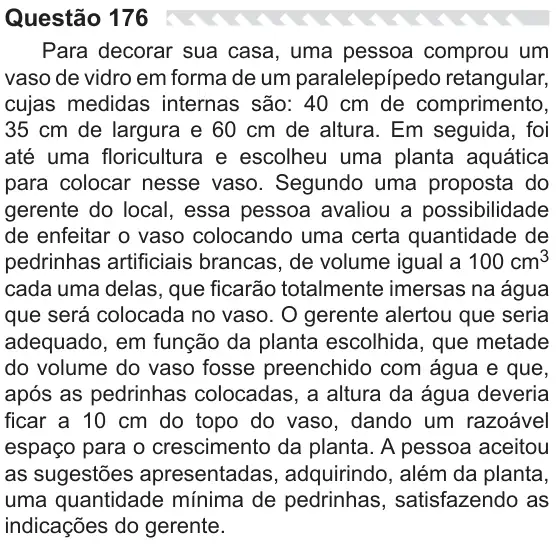 Questão 176
Para decorar sua casa, uma pessoa comprou um
vaso de vidro em forma de um paralelepípedo retangular,
cujas medidas internas são: 40 cm de comprimento,
35 cm de largura e 60 cm de altura. Em seguida, foi
até uma floricultura e escolheu uma planta aquática
para colocar nesse vaso. Segundo uma proposta do
gerente do local, essa pessoa avaliou a possibilidade
de enfeitar o vaso colocando uma certa quantidade de
pedrinhas artificiais brancas, de volume igual a 100 cm³
cada uma delas, que ficarão totalmente imersas na água
que será colocada no vaso. O gerente alertou que seria
adequado, em função da planta escolhida, que metade
do volume do vaso fosse preenchido com água e que,
após as pedrinhas colocadas, a altura da água deveria
ficar a 10 cm do topo do vaso, dando um razoável
espaço para o crescimento da planta. A pessoa aceitou
as sugestões apresentadas, adquirindo, além da planta,
uma quantidade mínima de pedrinhas, satisfazendo as
indicações do gerente.